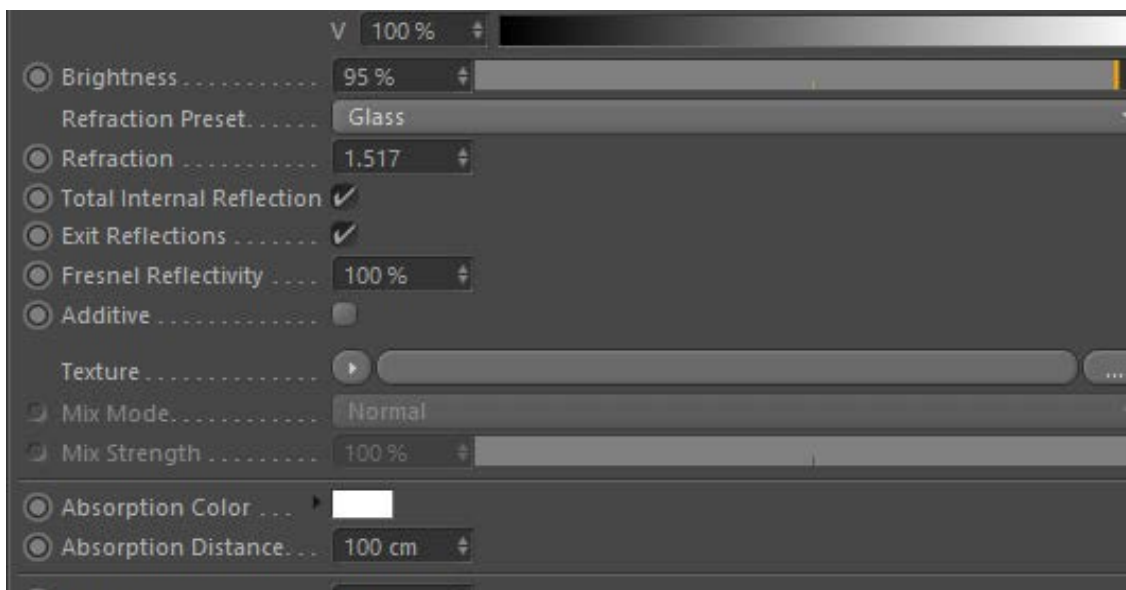 V 100 %
Brightness........... 95 %
Refraction Preset...... Glass
Refraction ........... 1.517
Total Internal Reflection
Exit Reflections .......
Fresnel Reflectivity .... 100 %
Additive .............
Texture.............. ...
Mix Mode............ Normal
Mix Strength ......... 100 %
Absorption Color ...
Absorption Distance... 100 cm